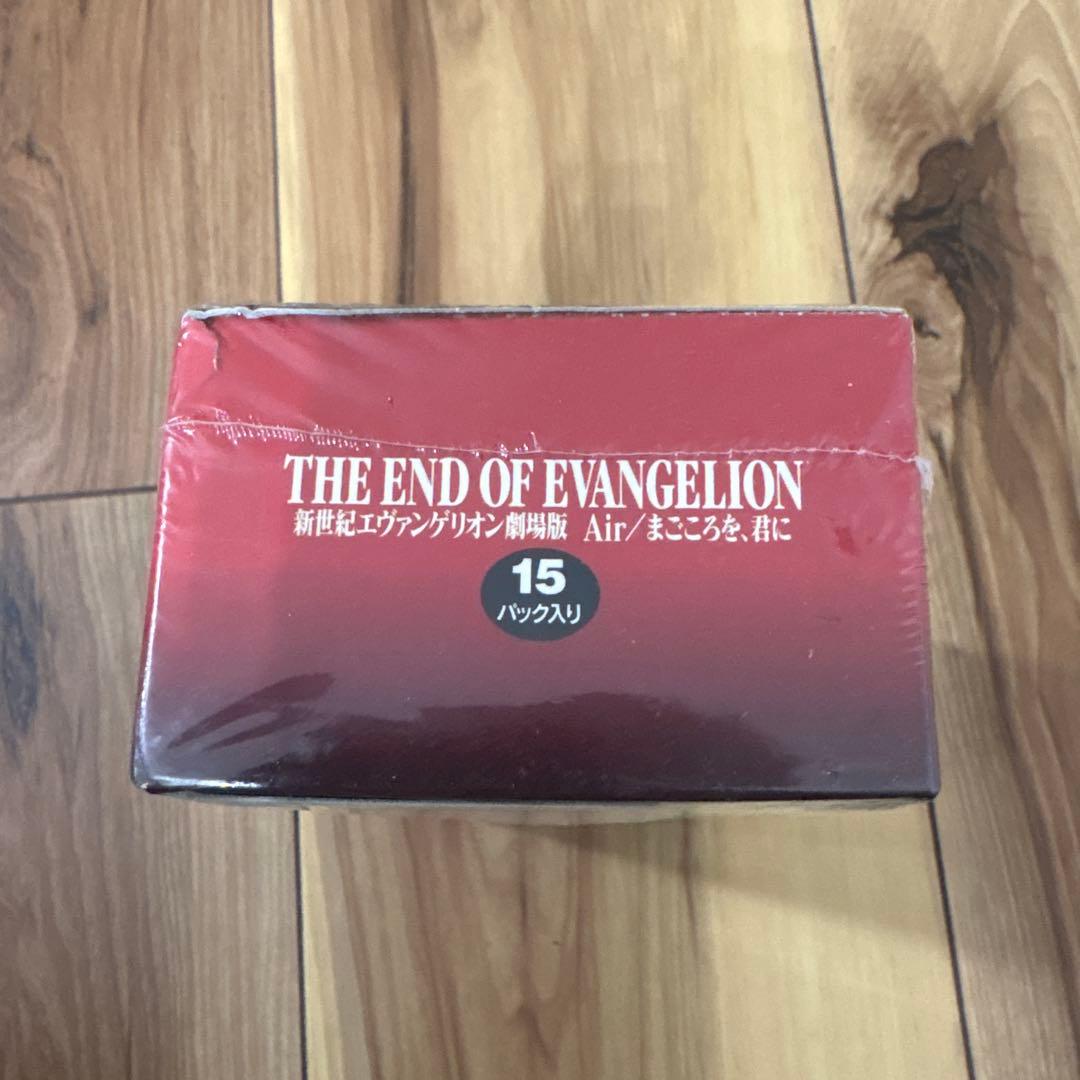 THE END OF EVANGELION
新世紀エヴァンゲリオン劇場版 Air/まごころを、君に
15
パック入り